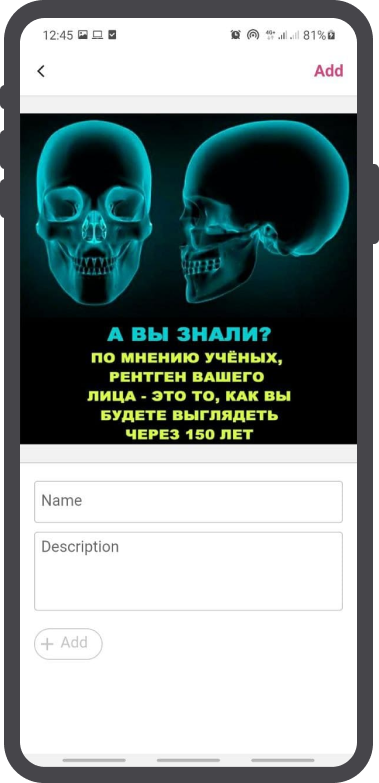 12:45 81%
Add
А ВЫ ЗНАЛИ?
ПО МНЕНИЮ УЧЁНЫХ,
РЕНТГЕН ВАШЕГО
ЛИЦА - ЭТО ТО, КАК ВЫ
БУДЕТЕ ВЫГЛЯДЕТЬ
ЧЕРЕЗ 150 ЛЕТ
Name
Description
+ Add